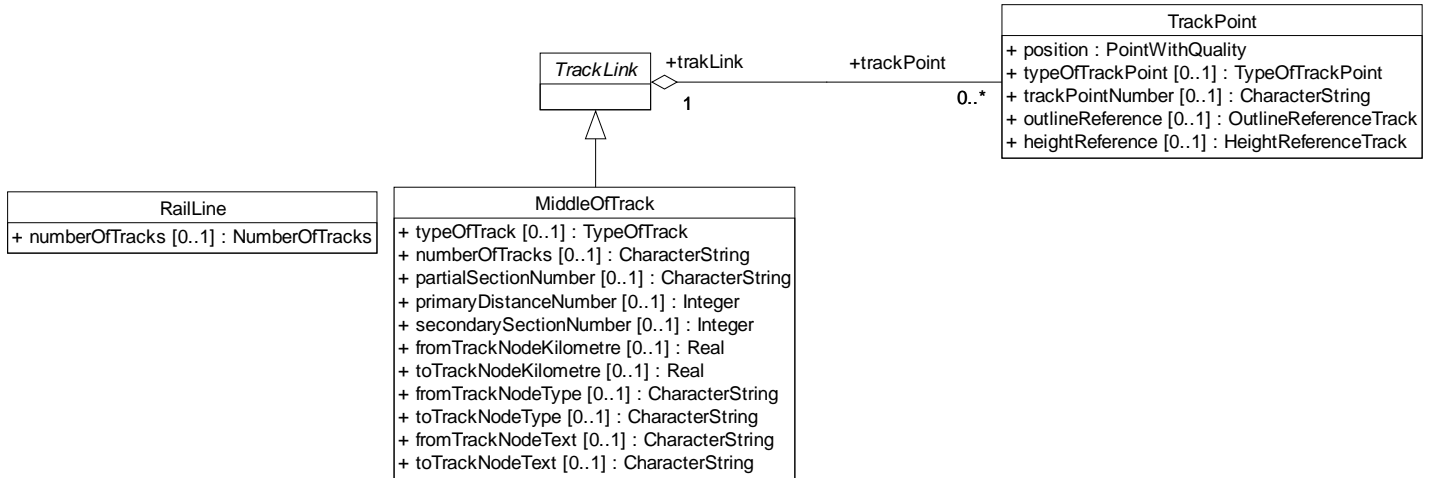 TrackLink
+trakLink
1
+trackPoint
0..*
TrackPoint
+ position : PointWithQuality
+ typeOfTrackPoint [0..1] : TypeOfTrackPoint
+ trackPointNumber [0..1] : CharacterString
+ outlineReference [0..1] : OutlineReferenceTrack
+ heightReference [0..1] : HeightReferenceTrack
RailLine
+ numberOfTracks [0..1] : NumberOfTracks
MiddleOfTrack
+ typeOfTrack [0..1] : TypeOfTrack
+ numberOfTracks [0..1] : CharacterString
+ partialSectionNumber [0..1] : CharacterString
+ primaryDistanceNumber [0..1] : Integer
+ secondarySectionNumber [0..1] : Integer
+ fromTrackNodeKilometre [0..1] : Real
+ toTrackNodeKilometre [0..1] : Real
+ fromTrackNodeType [0..1] : CharacterString
+ toTrackNodeType [0..1] : CharacterString
+ fromTrackNodeText [0..1] : CharacterString
+ toTrackNodeText [0..1] : CharacterString